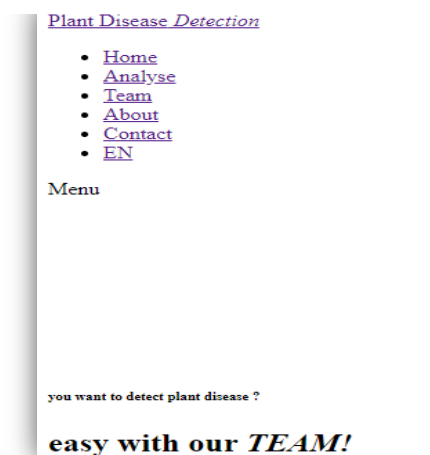 Plant Disease Detection
Home
Analyse
Team
About
Contact
EN
Menu
you want to detect plant disease ?
easy with our TEAM!